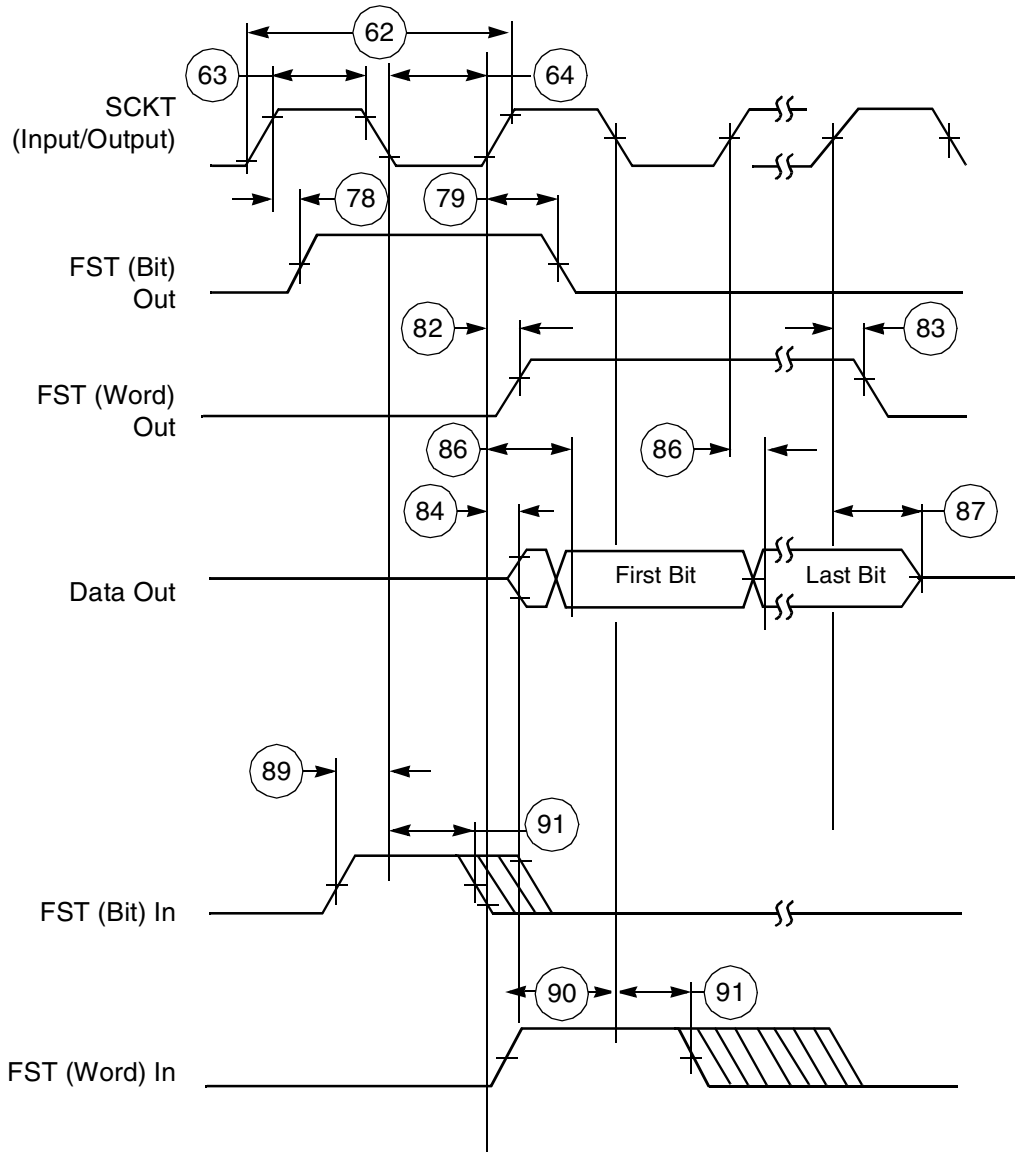 62
63
64
SCKT
(Input/Output)
78
79
FST (Bit)
Out
82
83
FST (Word)
Out
86
86
84
87
Data Out
First Bit
Last Bit
89
91
FST (Bit) In
90
91
FST (Word) In